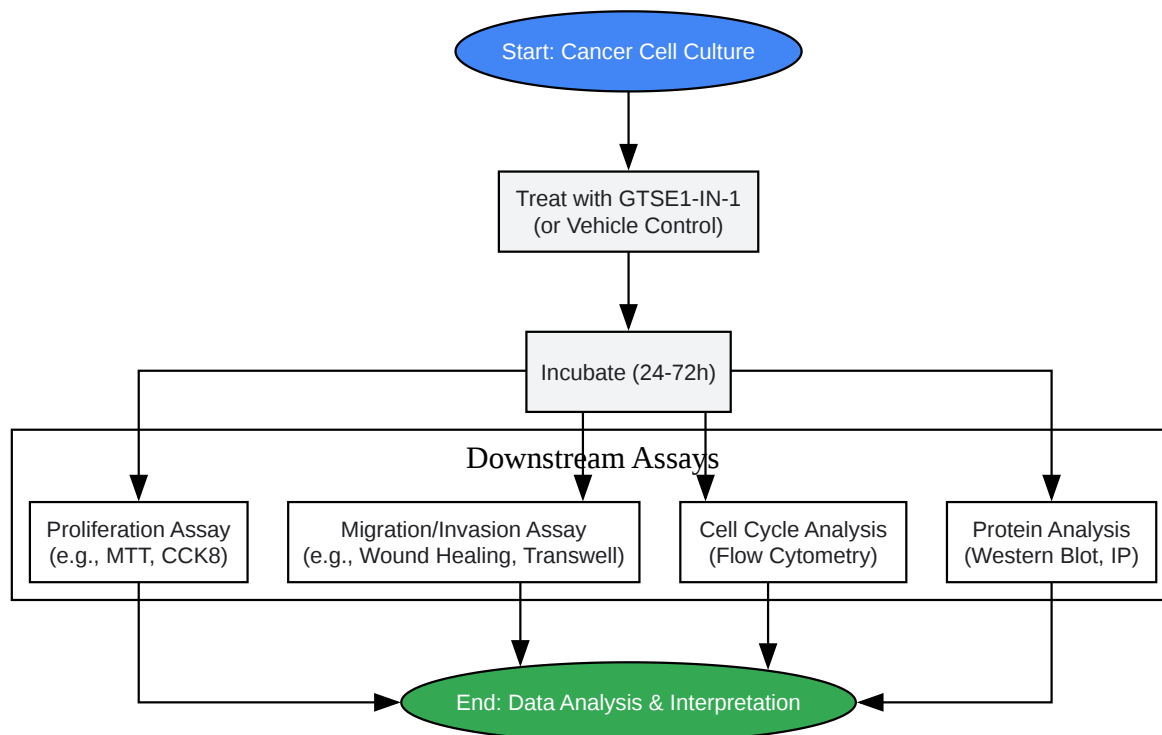 Start: Cancer Cell Culture
Treat with GTSE1-IN-1
(or Vehicle Control)
Incubate (24-72h)
Downstream Assays
Proliferation Assay
(e.g., MTT, CCK8)
Migration/Invasion Assay
(e.g., Wound Healing, Transwell)
Cell Cycle Analysis
(Flow Cytometry)
Protein Analysis
(Western Blot, IP)
End: Data Analysis & Interpretation